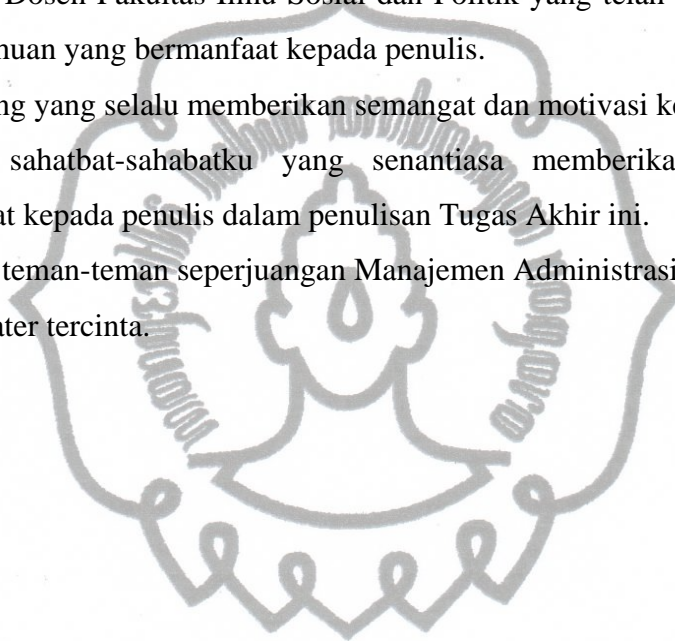 Dosen Fakultas Ilmu Sosial dan Politik yang telah
huan yang bermanfaat kepada penulis.
ng yang selalu memberikan semangat dan motivasi ke
sahatbat-sahabatku yang senantiasa memberika
at kepada penulis dalam penulisan Tugas Akhir ini.
teman-teman seperjuangan Manajemen Administrasi
ater tercinta.